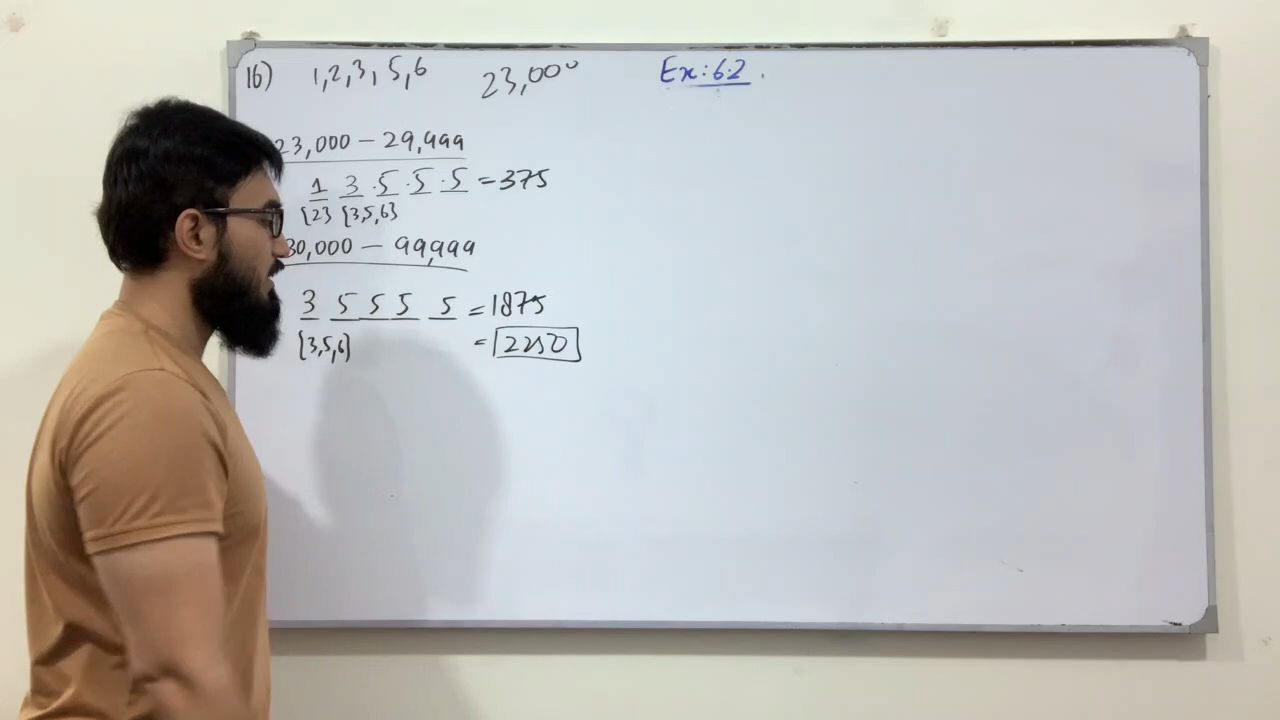 16) 1,2,3,5,6 23,000 Ex:6.2.
23,000 – 29,999
1 3 · 5 · 5 · 5 = 375
{2} {3,5,6}
30,000 – 99,999
3 5 5 5 5 = 1875
{3,5,6} = 2250